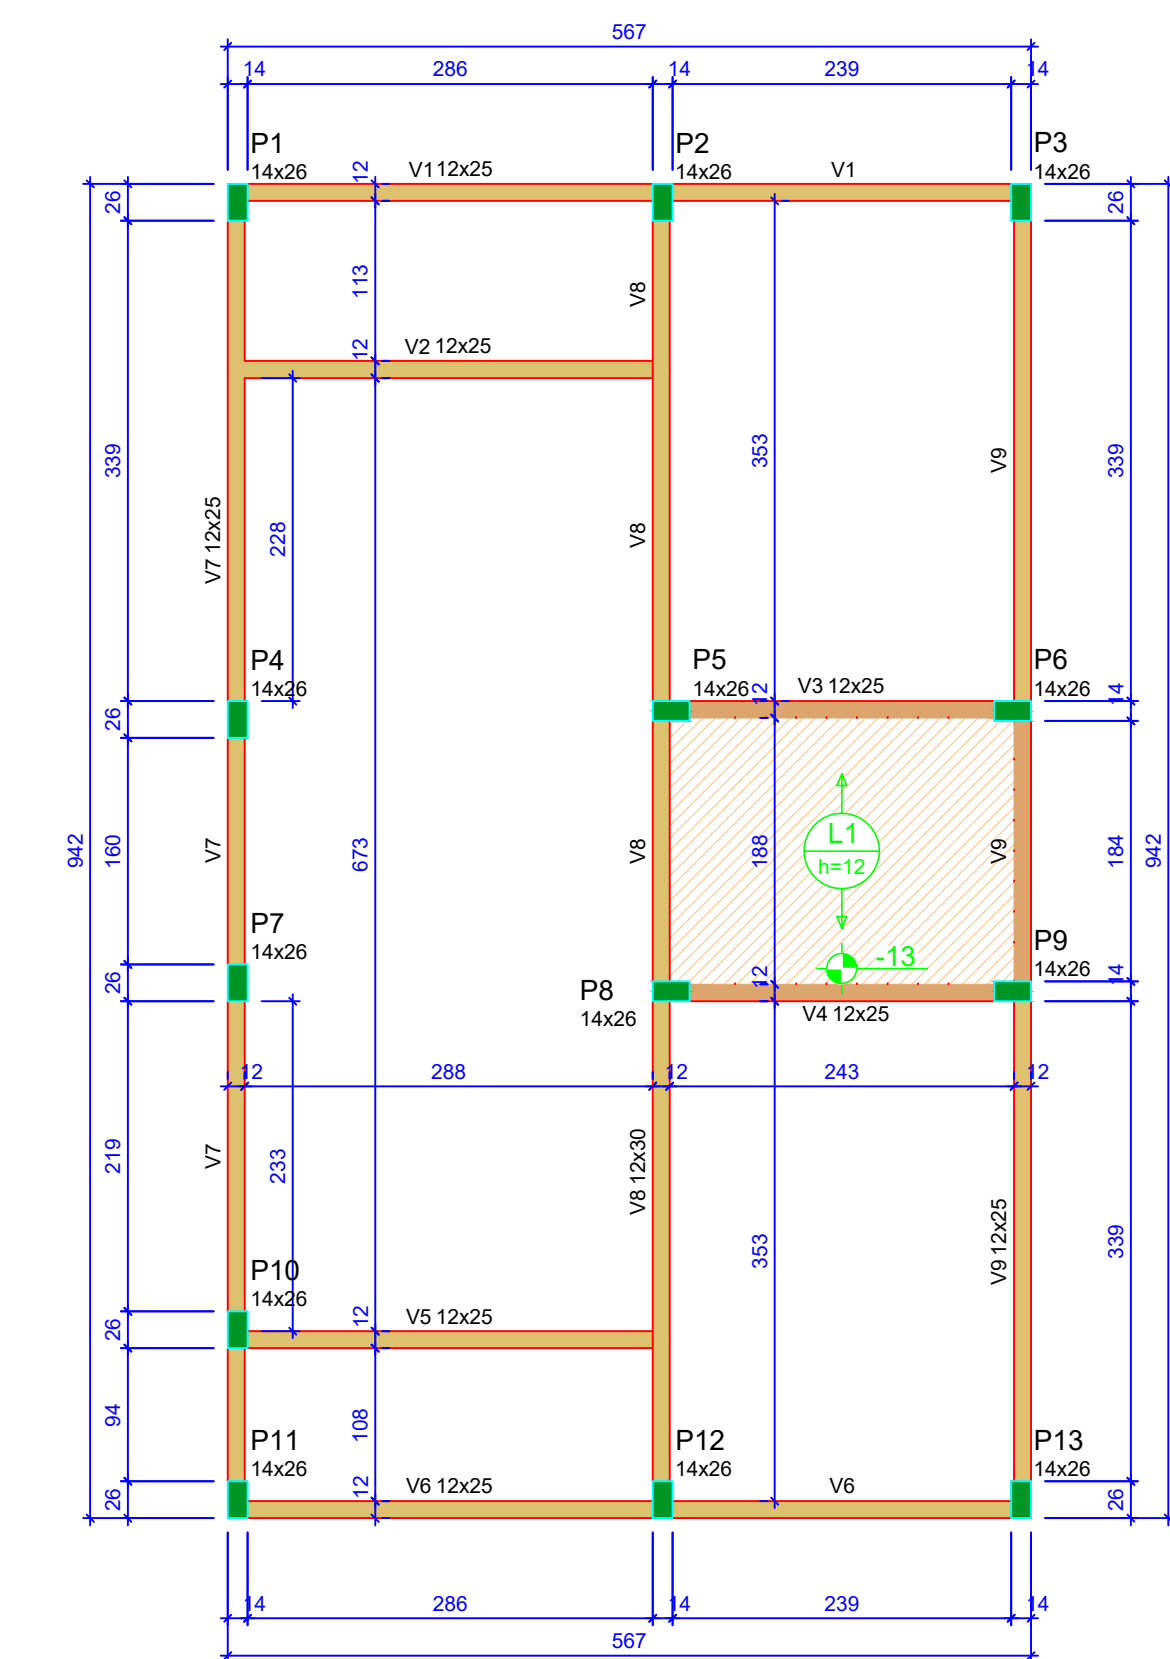 567
14 286 14 239 14
P1 P2 P3
14x26 12 V1 12x25 14x26 V1 14x26
26 26
113 V8
12 V2 12x25
339 353 V9 339
V7 12x25 228 V8
P4 P5 P6
14x26 14x26 12 V3 12x25 14x26 14
26
L1
942 160 V7 673 V8 188 h=12 V9 184 942
P7 P9
14x26 12 -13 14x26 14
26 P8
14x26 V4 12x25
12 288 12 243 12
219 V7 233 V8 12x30
353 V9 12x25 339
P10
14x26
26 12 V5 12x25
94 108
P11 P12 P13
14x26 14x26 14x26
26 12 V6 12x25 V6 26
14 286 14 239 14
567